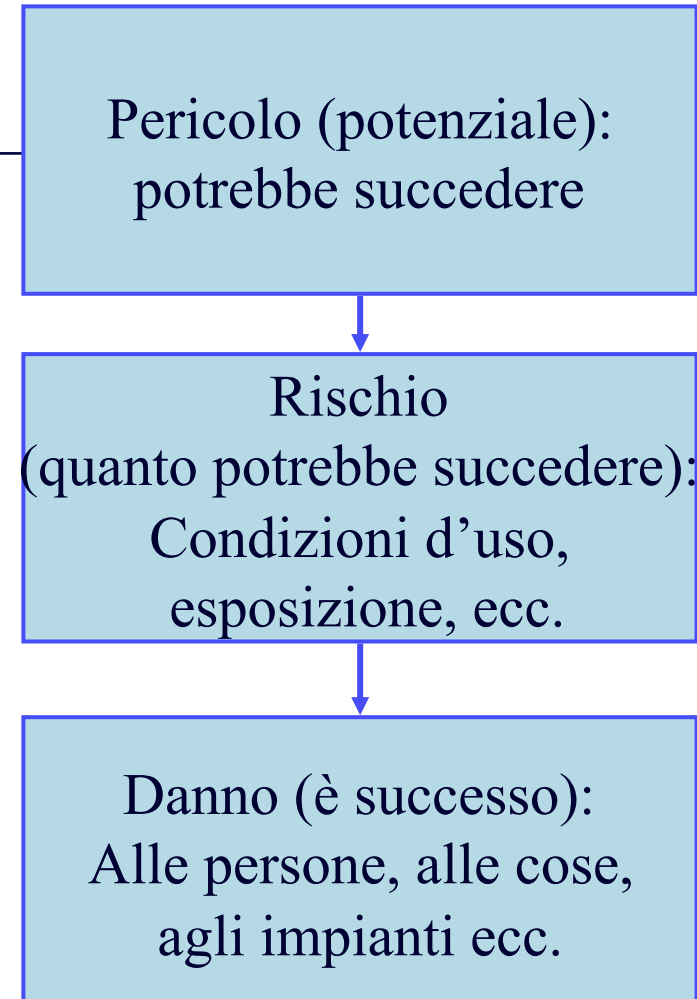 Pericolo (potenziale):
potrebbe succedere
Rischio
(quanto potrebbe succedere):
Condizioni d’uso,
esposizione, ecc.
Danno (è successo):
Alle persone, alle cose,
agli impianti ecc.